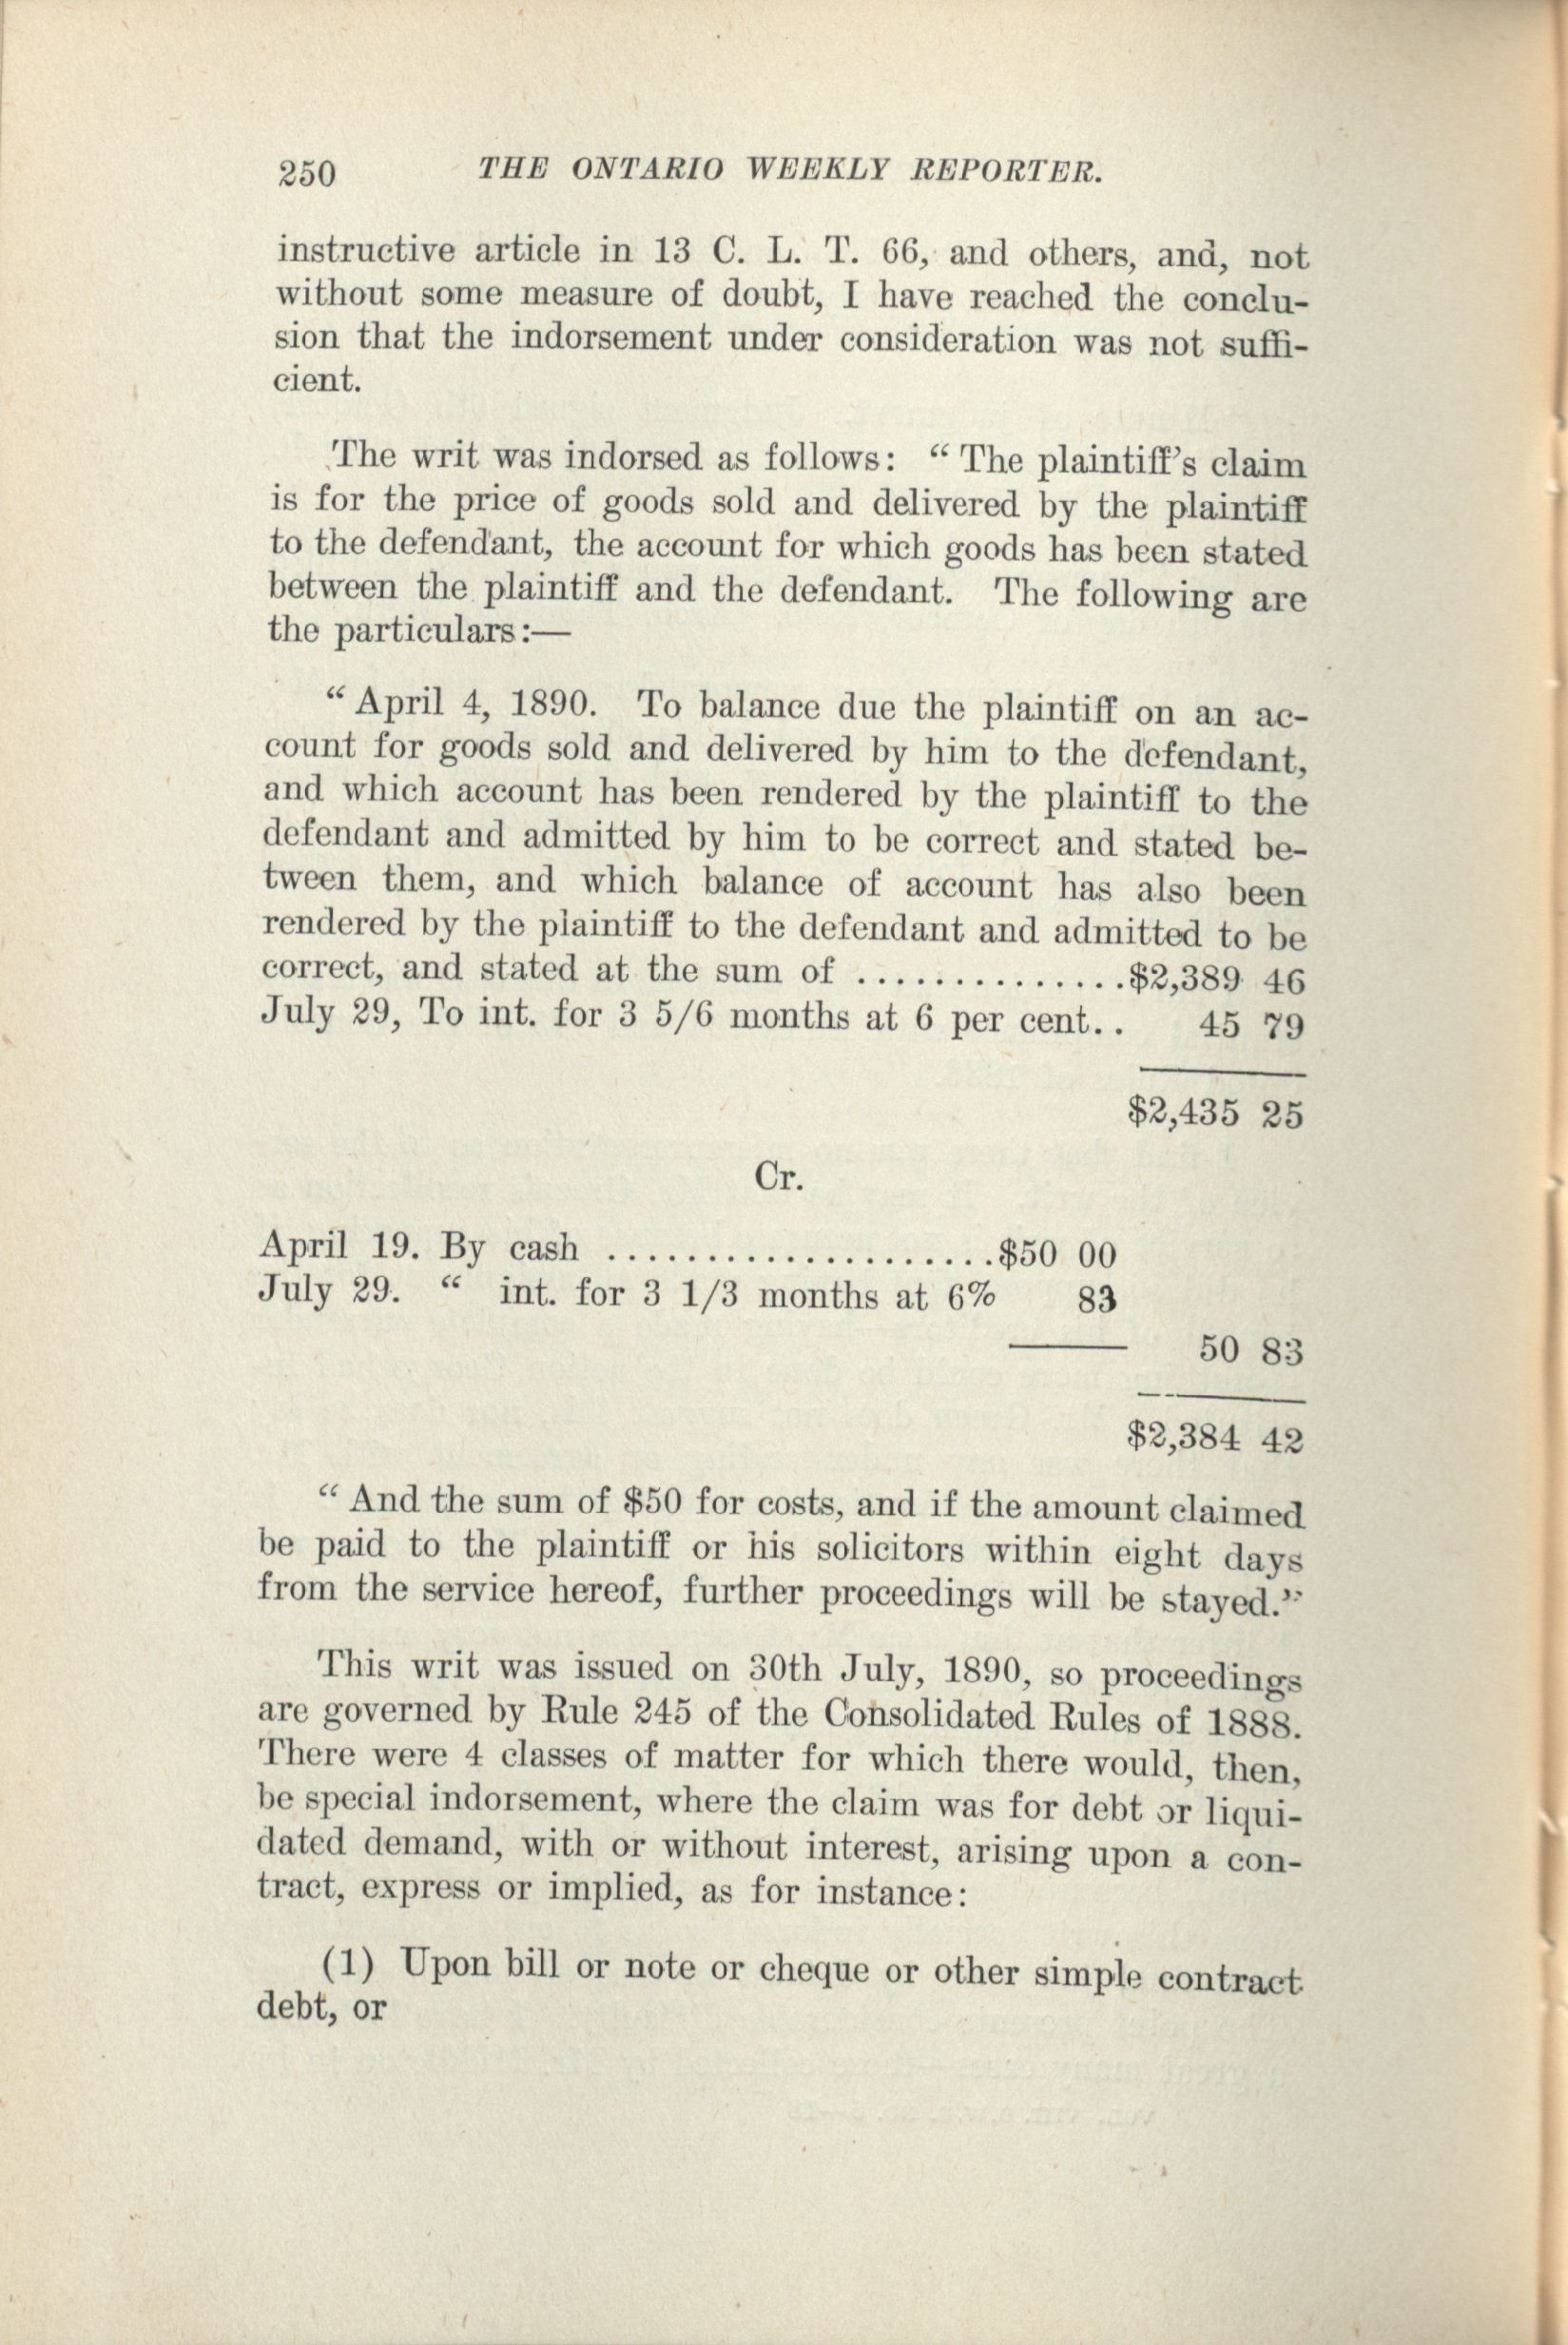 250 THE ONTARIO WEEKLY REPORTER.
instructive article in 13 C. L. T. 66, and others, and, not
without some measure of doubt, I have reached the conclu-
sion that the indorsement under consideration was not suffi-
cient.
The writ was indorsed as follows: “ The plaintiff's claim
is for the price of goods sold and delivered by the plaintiff
to the defendant, the account for which goods has been stated
between the plaintiff and the defendant. The following are
the particulars:—
“ April 4, 1890. To balance due the plaintiff on an ac-
count for goods sold and delivered by him to the defendant,
and which account has been rendered by the plaintiff to the
defendant and admitted by him to be correct and stated be-
tween them, and which balance of account has also been
rendered by the plaintiff to the defendant and admitted to be
correct, and stated at the sum of ..............$2,389 46
July 29, To int. for 3 5/6 months at 6 per cent.. 45 79
$2,435 25
Cr.
April 19. By cash ....................$50 00
July 29. “ int. for 3 1/3 months at 6% 83
50 83
$2,384 42
“ And the sum of $50 for costs, and if the amount claimed
be paid to the plaintiff or his solicitors within eight days
from the service hereof, further proceedings will be stayed.”
This writ was issued on 30th July, 1890, so proceedings
are governed by Rule 245 of the Consolidated Rules of 1888.
There were 4 classes of matter for which there would, then,
be special indorsement, where the claim was for debt or liqui-
dated demand, with or without interest, arising upon a con-
tract, express or implied, as for instance:
(1) Upon bill or note or cheque or other simple contract
debt, or